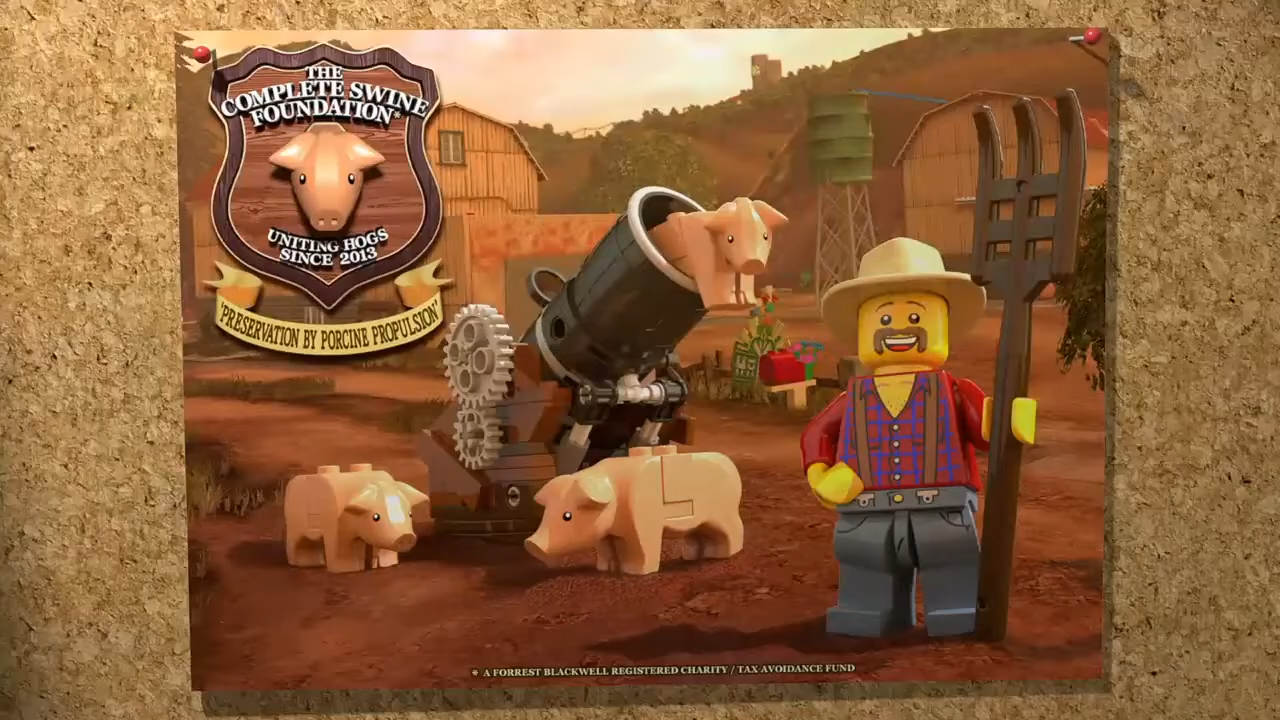 THE
COMPLETE SWINE
FOUNDATION*
UNITING HOGS
SINCE 2013
'PRESERVATION BY PORCINE PROPULSION'
* A FORREST BLACKWELL REGISTERED CHARITY / TAX AVOIDANCE FUND